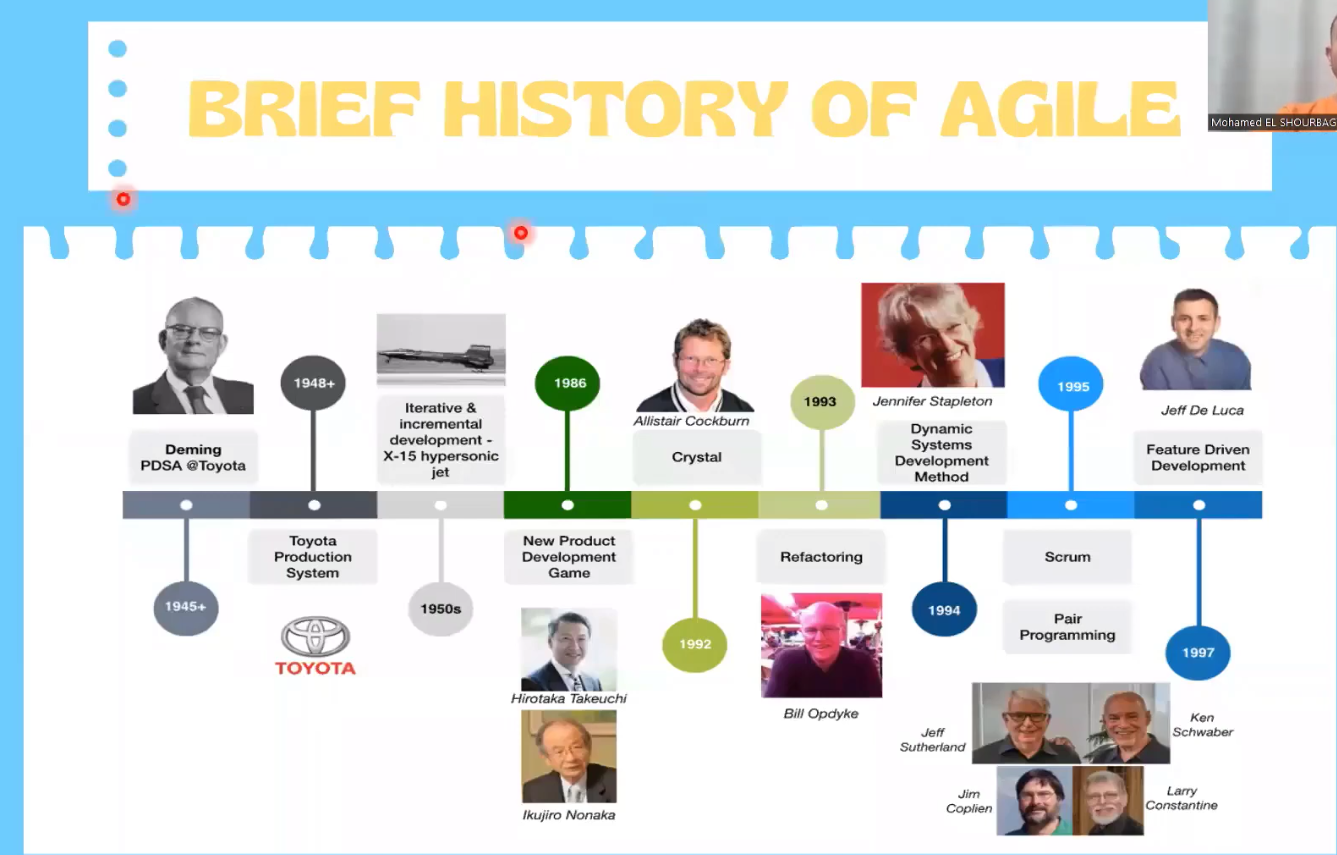 BRIEF HISTORY OF AGILE
Mohamed EL SHOURBAG
Deming
PDSA @Toyota
1945+
1948+
Toyota
Production
System
TOYOTA
Iterative &
incremental
development -
X-15 hypersonic
jet
1950s
1986
New Product
Development
Game
Hirotaka Takeuchi
Ikujiro Nonaka
Allistair Cockburn
Crystal
1992
1993
Refactoring
Bill Opdyke
Jennifer Stapleton
Dynamic
Systems
Development
Method
1994
1995
Scrum
Pair
Programming
Jeff
Sutherland
Ken
Schwaber
Jim
Coplien
Larry
Constantine
Jeff De Luca
Feature Driven
Development
1997